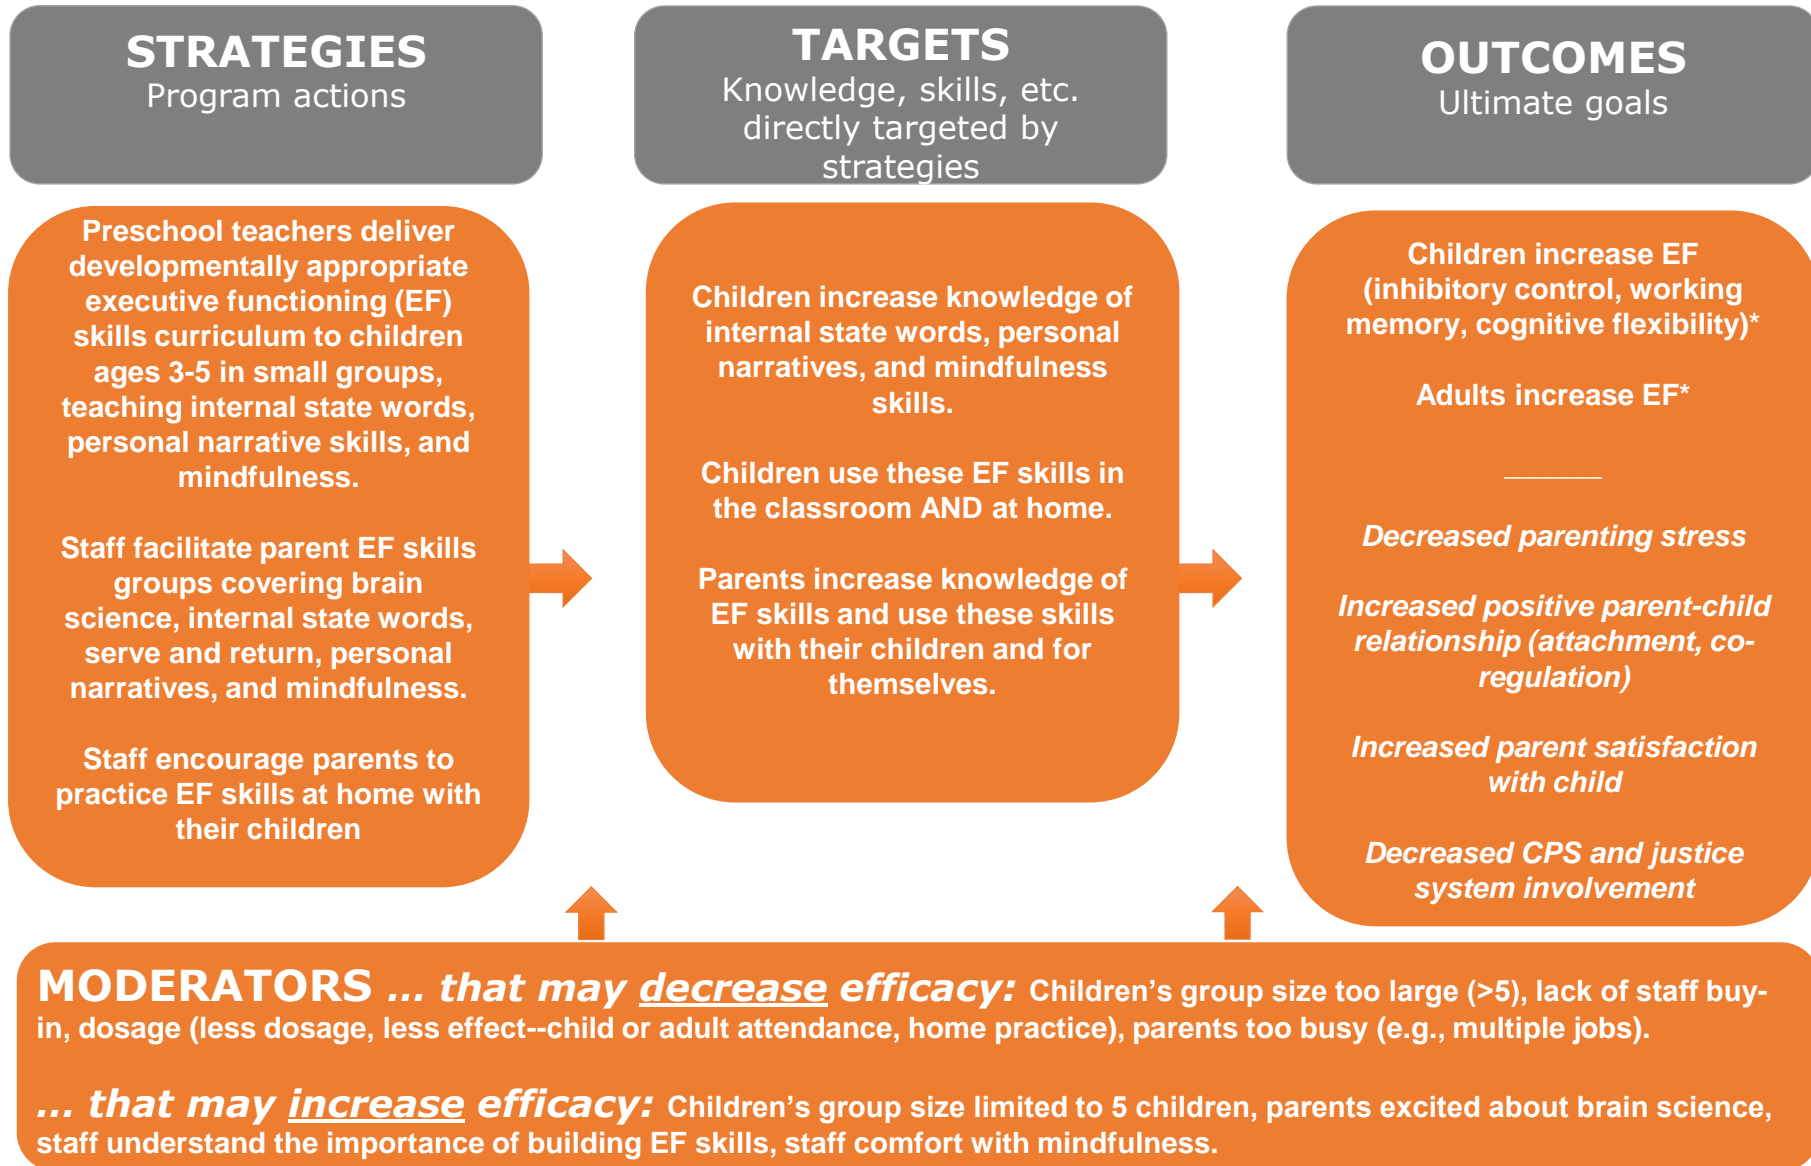 STRATEGIES
Program actions
TARGETS
Knowledge, skills, etc.
directly targeted by
strategies
OUTCOMES
Ultimate goals
Preschool teachers deliver
developmentally appropriate
executive functioning (EF)
skills curriculum to children
ages 3-5 in small groups,
teaching internal state words,
personal narrative skills, and
mindfulness.
Staff facilitate parent EF skills
groups covering brain
science, internal state words,
serve and return, personal
narratives, and mindfulness.
Staff encourage parents to
practice EF skills at home with
their children
Children increase knowledge of
internal state words, personal
narratives, and mindfulness
skills.
Children use these EF skills in
the classroom AND at home.
Parents increase knowledge of
EF skills and use these skills
with their children and for
themselves.
Children increase EF
(inhibitory control, working
memory, cognitive flexibility)*
Adults increase EF*
______
Decreased parenting stress
Increased positive parent-child
relationship (attachment, co-
regulation)
Increased parent satisfaction
with child
Decreased CPS and justice
system involvement
MODERATORS ... that may decrease efficacy: Children’s group size too large (>5), lack of staff buy-
in, dosage (less dosage, less effect--child or adult attendance, home practice), parents too busy (e.g., multiple jobs).
... that may increase efficacy: Children’s group size limited to 5 children, parents excited about brain science,
staff understand the importance of building EF skills, staff comfort with mindfulness.